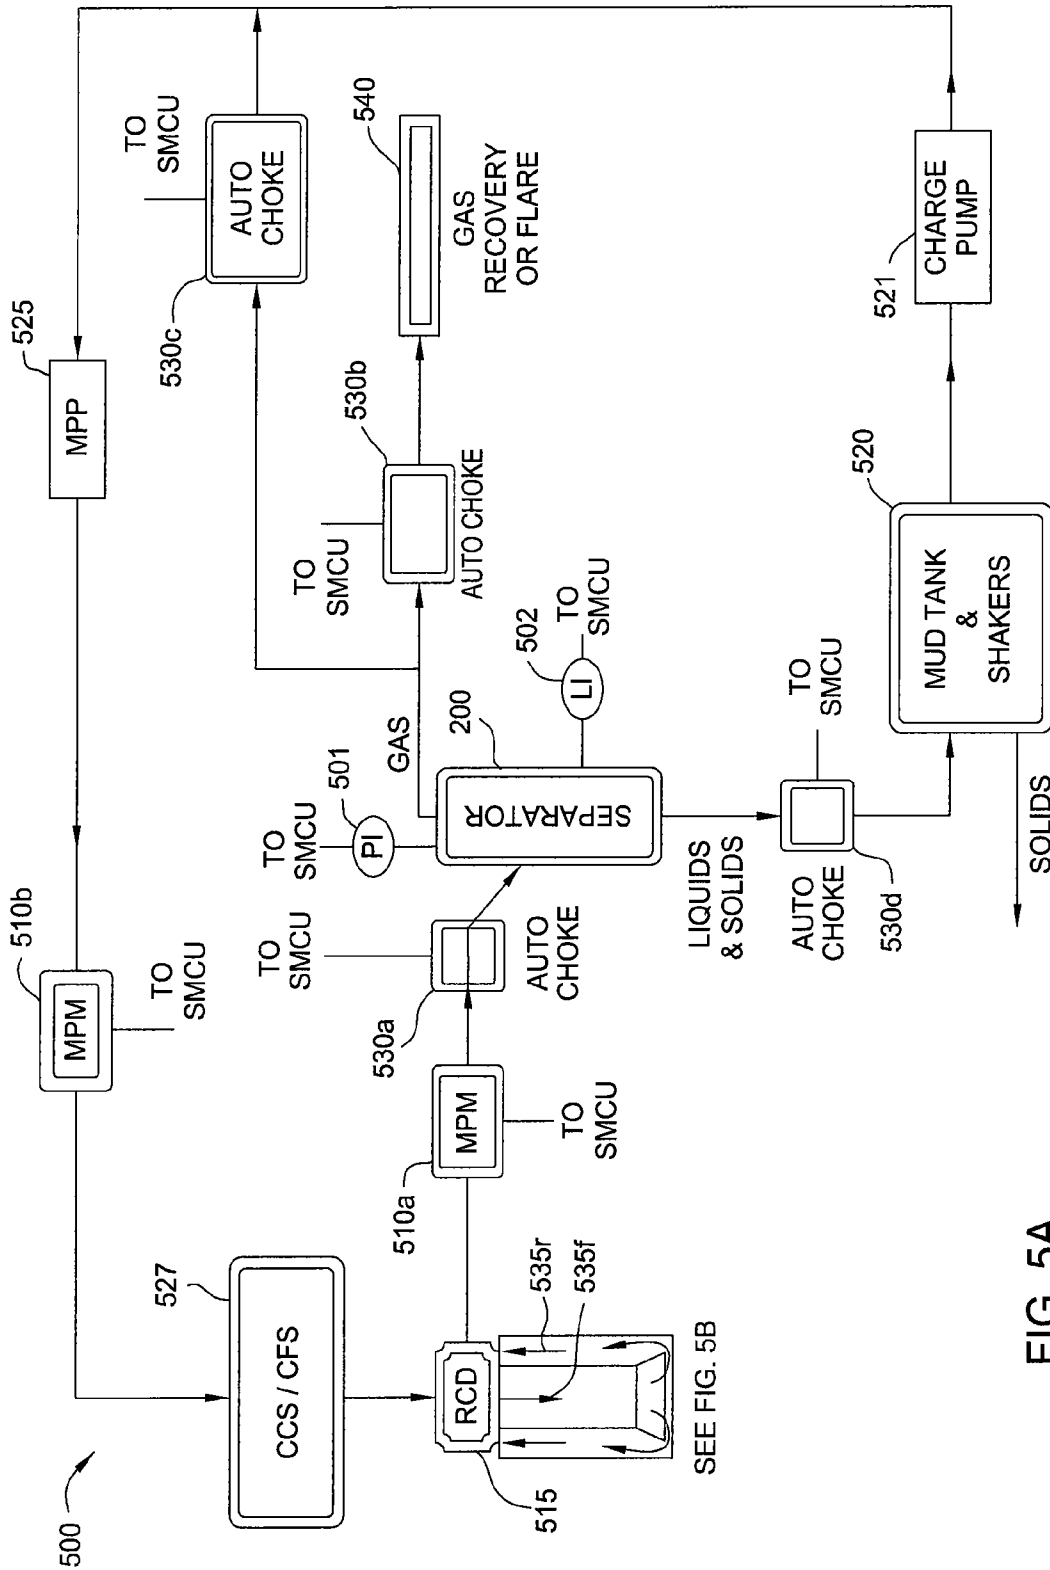 500
CCS / CFS
527
RCD
515
535r
535f
SEE FIG. 5B
MPM
510b
TO
SMCU
MPP
525
MPM
510a
TO
SMCU
530a
AUTO
CHOKE
TO
SMCU
SEPARATOR
200
PI
501
TO
SMCU
LI
502
TO
SMCU
GAS
AUTO CHOKE
530b
TO
SMCU
AUTO
CHOKE
530c
TO
SMCU
540
GAS
RECOVERY
OR FLARE
LIQUIDS
& SOLIDS
AUTO
CHOKE
530d
TO
SMCU
MUD TANK
&
SHAKERS
520
SOLIDS
CHARGE
PUMP
521
FIG. 5A